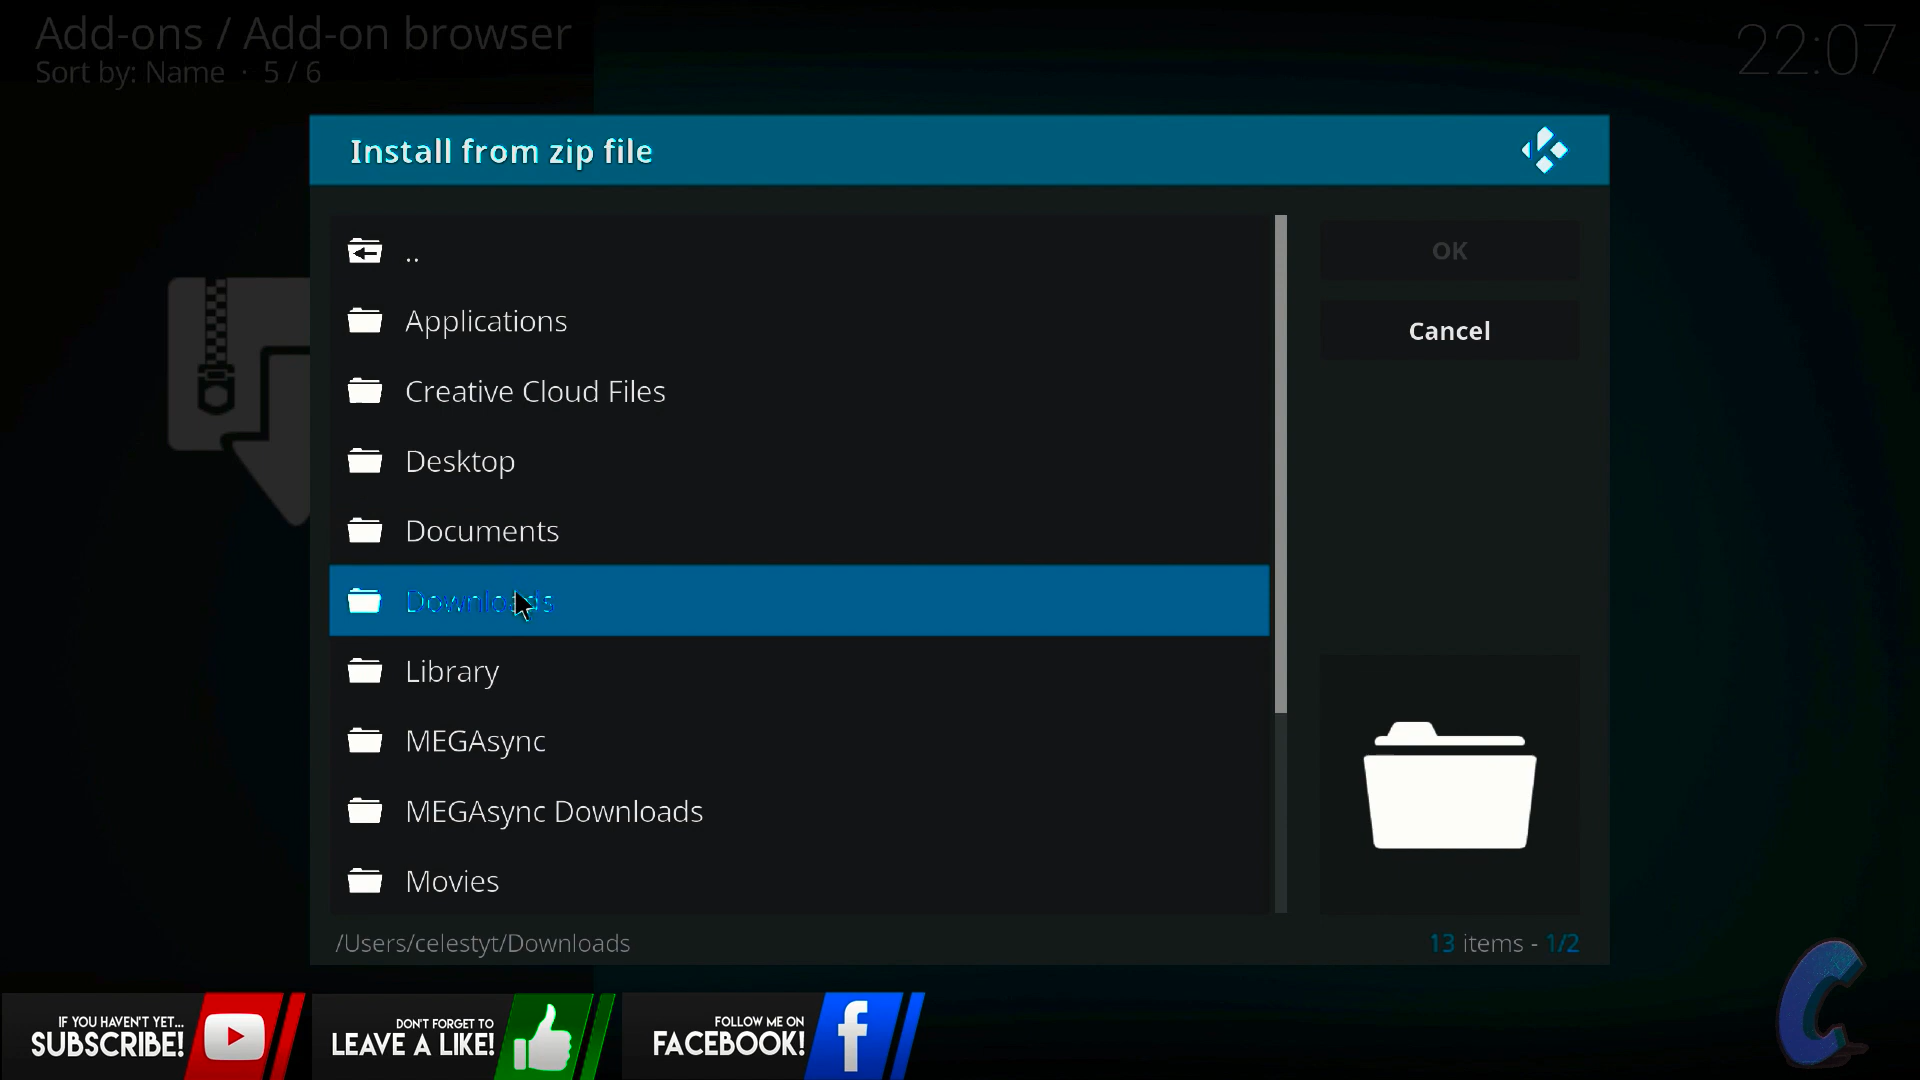 Add-ons / Add-on browser
Sort by: Name · 5 / 6
22:07
Install from zip file
..
OK
Applications
Cancel
Creative Cloud Files
Desktop
Documents
Downloads
Library
MEGAsync
MEGAsync Downloads
Movies
/Users/celestyt/Downloads
13 items - 1/2
IF YOU HAVEN'T YET...
SUBSCRIBE!
DON'T FORGET TO
LEAVE A LIKE!
FOLLOW ME ON
FACEBOOK!
f
C